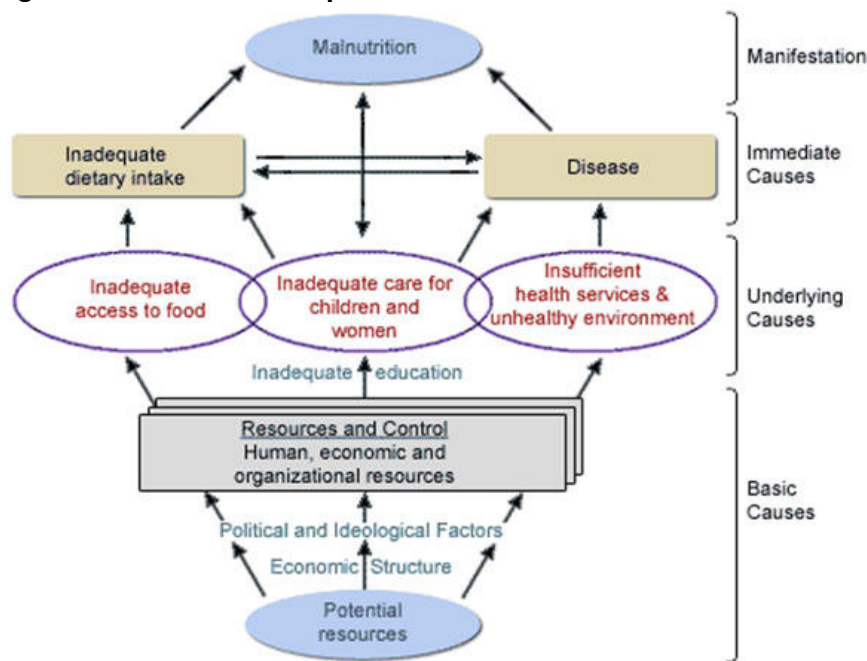 Malnutrition
Manifestation
Inadequate
dietary intake
Disease
Immediate
Causes
Inadequate
access to food
Inadequate care for
children and
women
Insufficient
health services &
unhealthy environment
Underlying
Causes
Inadequate education
Resources and Control
Human, economic and
organizational resources
Political and Ideological Factors
Economic Structure
Basic
Causes
Potential
resources